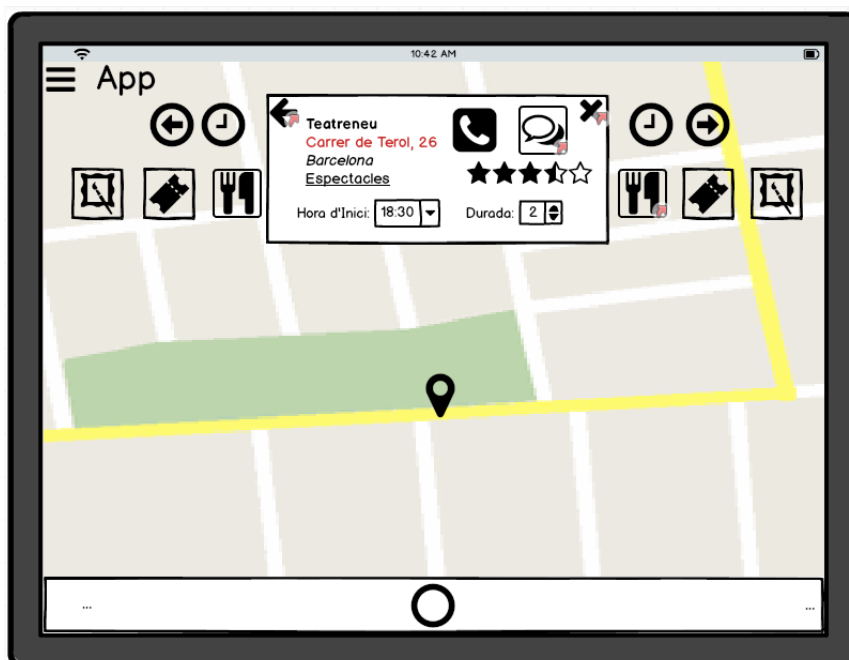 10:42 AM
App
Teatreneu
Carrer de Terol, 26
Barcelona
Espectacles
Hora d'Inici: 18:30
Durada: 2
... ...